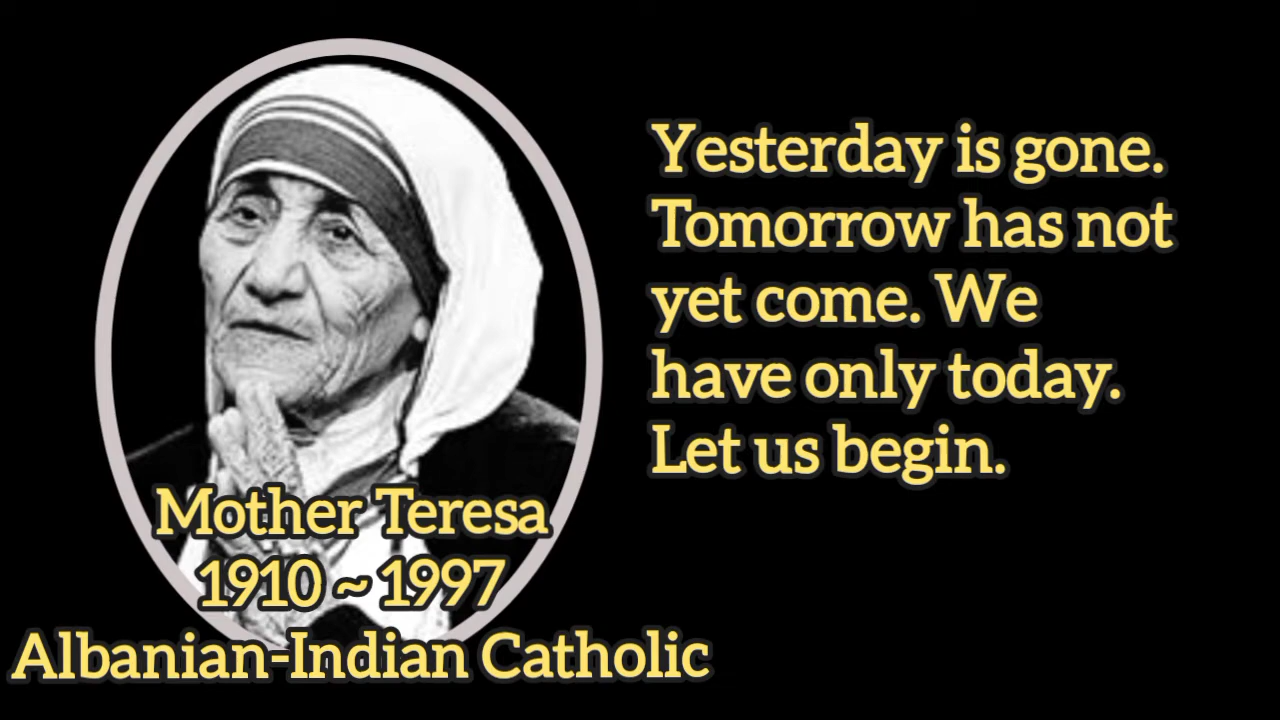 Yesterday is gone.
Tomorrow has not
yet come. We
have only today.
Let us begin.
Mother Teresa
1910 ~ 1997
Albanian-Indian Catholic